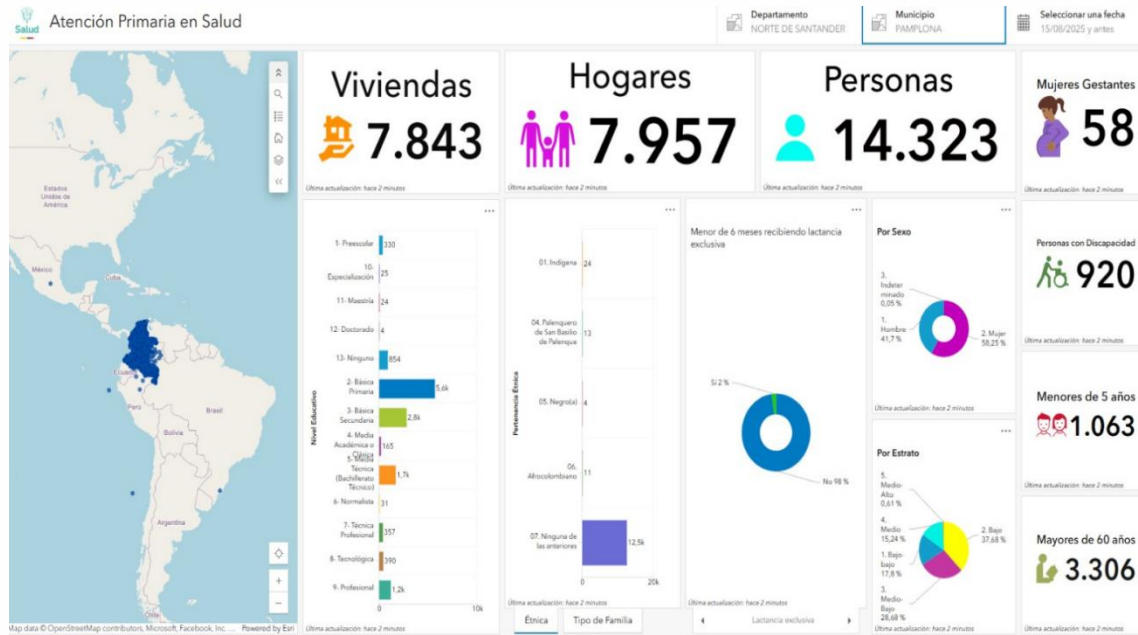 Salud
Atención Primaria en Salud
Departamento
NORTE DE SANTANDER
Municipio
PAMPLONA
Seleccionar una fecha
15/08/2025 y antes
Estados
Unidos de
América
México
Cuba
Ecuador
Perú
Brasil
Bolivia
Chile
Argentina
Map data © OpenStreetMap contributors, Microsoft, Facebook, Inc. ... Powered by Esri
Viviendas
7.843
Última actualización: hace 2 minutos
Hogares
7.957
Última actualización: hace 2 minutos
Personas
14.323
Última actualización: hace 2 minutos
Mujeres Gestantes
58
Última actualización: hace 2 minutos
Nivel Educativo
1- Preescolar 330
10-
Especialización 25
11- Maestría 24
12- Doctorado 4
13- Ninguno 854
2- Básica
Primaria 5,6k
3- Básica
Secundaria 2,8k
4- Media
Académica o
Clásica 165
5- Media
Técnica
(Bachillerato
Técnico) 1,7k
6- Normalista 31
7- Técnica
Profesional 357
8- Tecnológica 390
9- Profesional 1,2k
0 10k
Última actualización: hace 2 minutos
Pertenencia Étnica
01. Indígena 24
04. Palenquero
de San Basilio
de Palenque 13
05. Negro(a) 4
06.
Afrocolombiano 11
07. Ninguna de
las anteriores 12,5k
0 20k
Última actualización: hace 2 minutos
Étnica
Tipo de Familia
Menor de 6 meses recibiendo lactancia
exclusiva
Sí 2 %
No 98 %
Última actualización: hace 2 minutos
Lactancia exclusiva
Por Sexo
3.
Indeter
minado
0,05 %
1.
Hombre
41,7 %
2. Mujer
58,25 %
Última actualización: hace 2 minutos
Por Estrato
5.
Medio-
Alto
0,61 %
4.
Medio
15,24 %
1. Bajo-
bajo
17,8 %
3.
Medio-
Bajo
28,68 %
2. Bajo
37,68 %
Última actualización: hace 2 minutos
Personas con Discapacidad
920
Última actualización: hace 2 minutos
Menores de 5 años
1.063
Última actualización: hace 2 minutos
Mayores de 60 años
3.306
Última actualización: hace 2 minutos